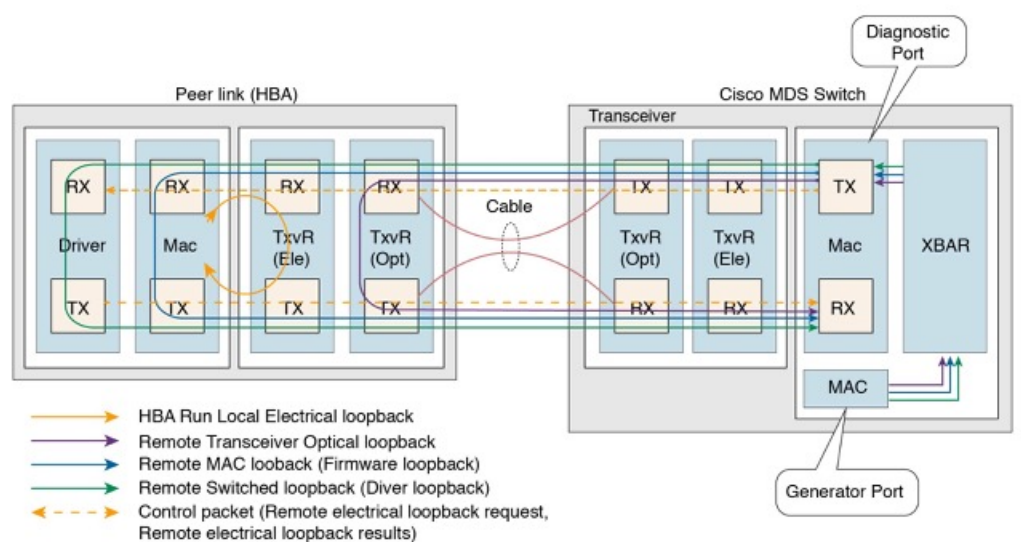 Diagnostic
Port
Peer link (HBA)
Cisco MDS Switch
Transceiver
RX
RX
RX
RX
TX
TX
TX
Cable
Driver
Mac
TxvR
(Ele)
TxvR
(Opt)
TxvR
(Opt)
TxvR
(Ele)
Mac
XBAR
TX
TX
TX
TX
RX
RX
RX
MAC
HBA Run Local Electrical loopback
Remote Transceiver Optical loopback
Remote MAC looback (Firmware loopback)
Remote Switched loopback (Diver loopback)
Control packet (Remote electrical loopback request,
Remote electrical loopback results)
Generator Port